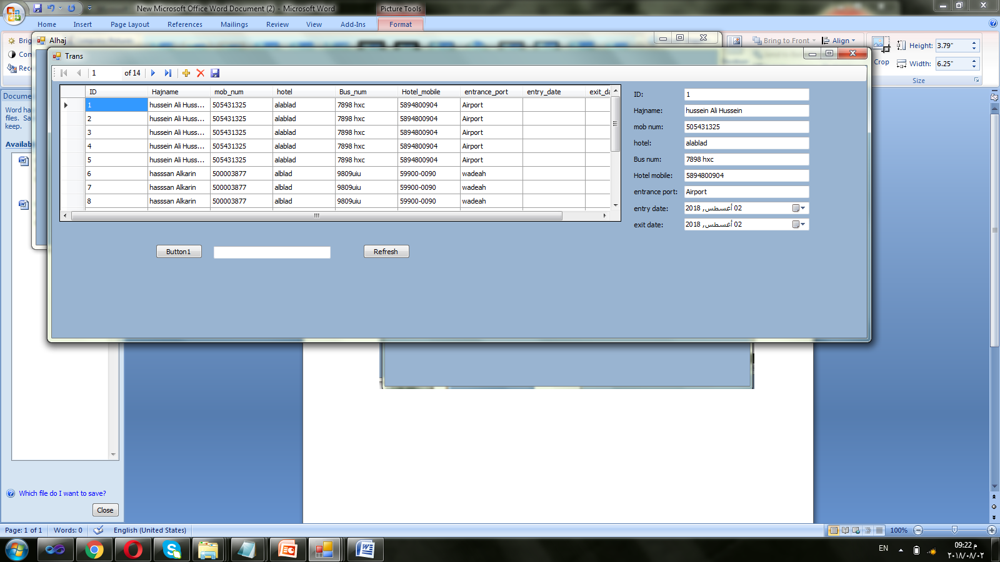 New Microsoft Office Word Document (2) - Microsoft Word
Picture Tools
Home Insert Page Layout References Mailings Review View Add-Ins Format
Alhaj
Bring to Front Align
Crop
Height: 3.79"
Width: 6.25"
Size
Trans
1 of 14
ID Hajname mob_num hotel Bus_num Hotel_mobile entrance_port entry_date
1 hussein Ali Huss... 505431325 alablad 7898 hxc 5894800904 Airport
2 hussein Ali Huss... 505431325 alablad 7898 hxc 5894800904 Airport
3 hussein Ali Huss... 505431325 alablad 7898 hxc 5894800904 Airport
4 hussein Ali Huss... 505431325 alablad 7898 hxc 5894800904 Airport
5 hussein Ali Huss... 505431325 alablad 7898 hxc 5894800904 Airport
6 hasssan Alkarin 500003877 alblad 9809uiu 59900-0090 wadeah
7 hasssan Alkarin 500003877 alblad 9809uiu 59900-0090 wadeah
8 hasssan Alkarin 500003877 alblad 9809uiu 59900-0090 wadeah
ID: 1
Hajname: hussein Ali Hussein
mob num: 505431325
hotel: alablad
Bus num: 7898 hxc
Hotel mobile: 5894800904
entrance port: Airport
entry date: 02 أغسطس, 2018
exit date: 02 أغسطس, 2018
Button1 Refresh
Word ha
files. Sa
keep.
Which file do I want to save?
Close
Page: 1 of 1 Words: 0 English (United States) 100%
EN
09:22 م
٢٠١٨/٠٨/٠٢